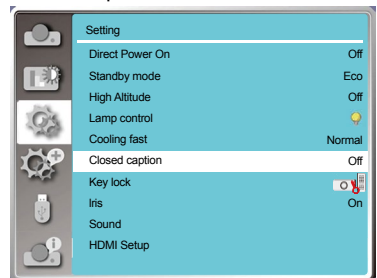 Setting
Direct Power On Off
Standby mode Eco
High Altitude Off
Lamp control
Cooling fast Normal
Closed caption Off
Key lock
Iris On
Sound
HDMI Setup